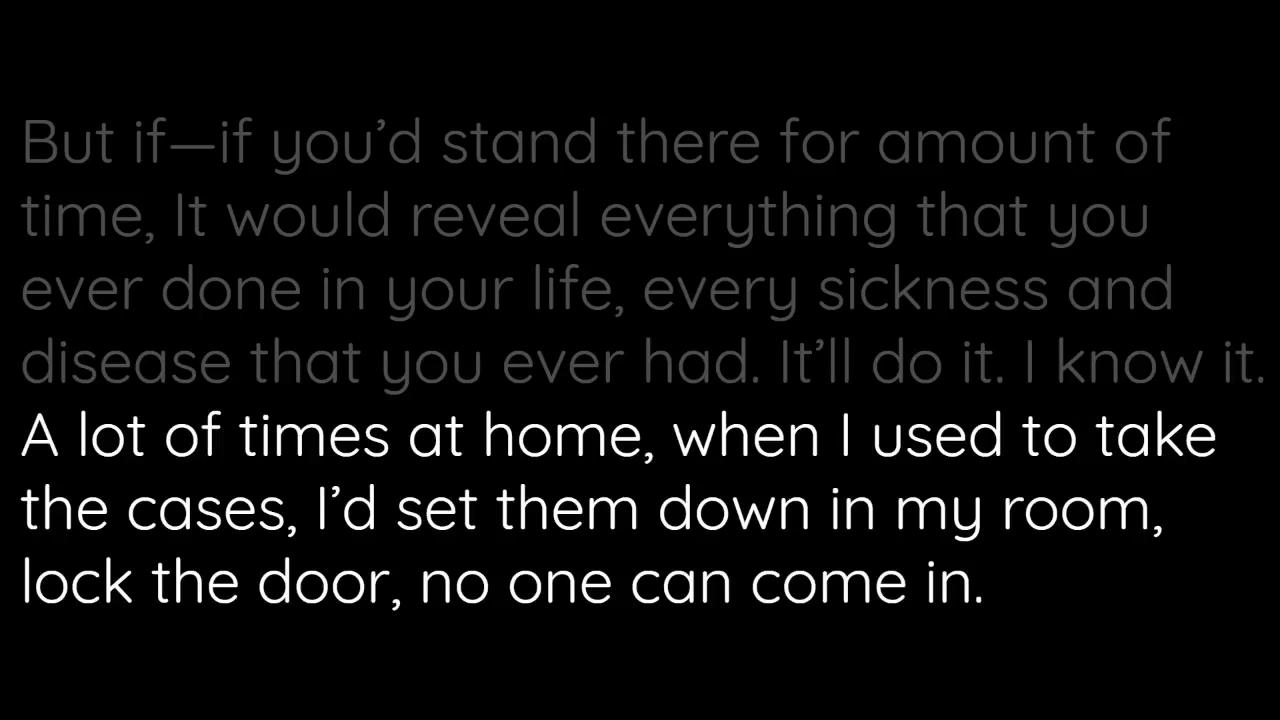 But if—if you’d stand there for amount of
time, It would reveal everything that you
ever done in your life, every sickness and
disease that you ever had. It’ll do it. I know it.
A lot of times at home, when I used to take
the cases, I’d set them down in my room,
lock the door, no one can come in.